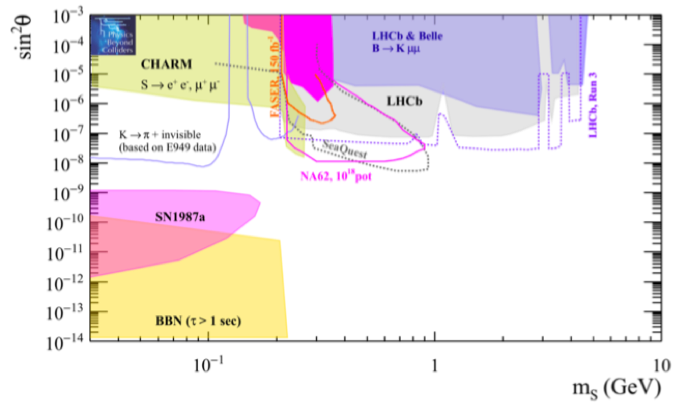 sin²θ
10⁻³
10⁻⁴
10⁻⁵
10⁻⁶
10⁻⁷
10⁻⁸
10⁻⁹
10⁻¹⁰
10⁻¹¹
10⁻¹²
10⁻¹³
10⁻¹⁴
Physics
Beyond
Colliders
CHARM
S → e⁺ e⁻, μ⁺ μ⁻
K → π + invisible
(based on E949 data)
FASER, 150 fb⁻¹
LHCb & Belle
B → K μμ
LHCb
LHCb, Run 3
SeaQuest
NA62, 10¹⁸pot
SN1987a
BBN (τ > 1 sec)
10⁻¹
1
10
mS (GeV)